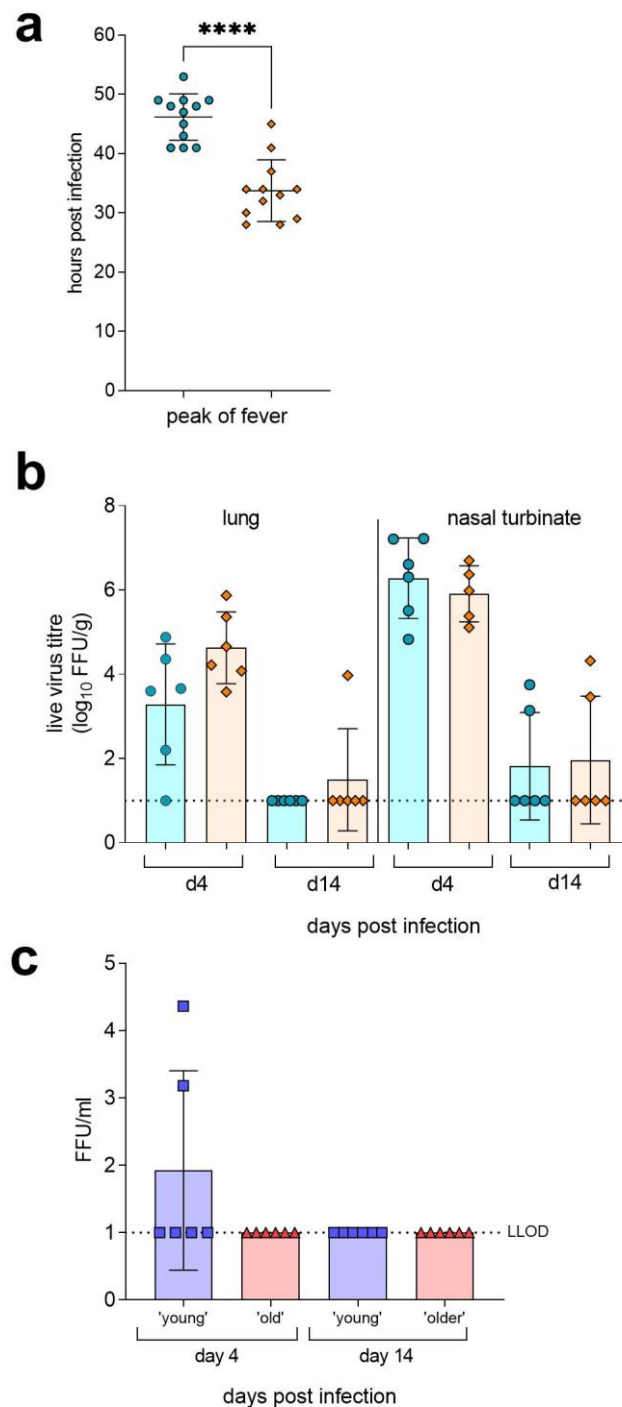 a
****
60
50
40
30
20
10
0
hours post infection
peak of fever
b
lung nasal turbinate
8
6
4
2
0
live virus titre
(log10 FFU/g)
d4 d14 d4 d14
days post infection
c
5
4
3
2
1
0
FFU/ml
LLOD
'young' 'old' 'young' 'older'
day 4 day 14
days post infection